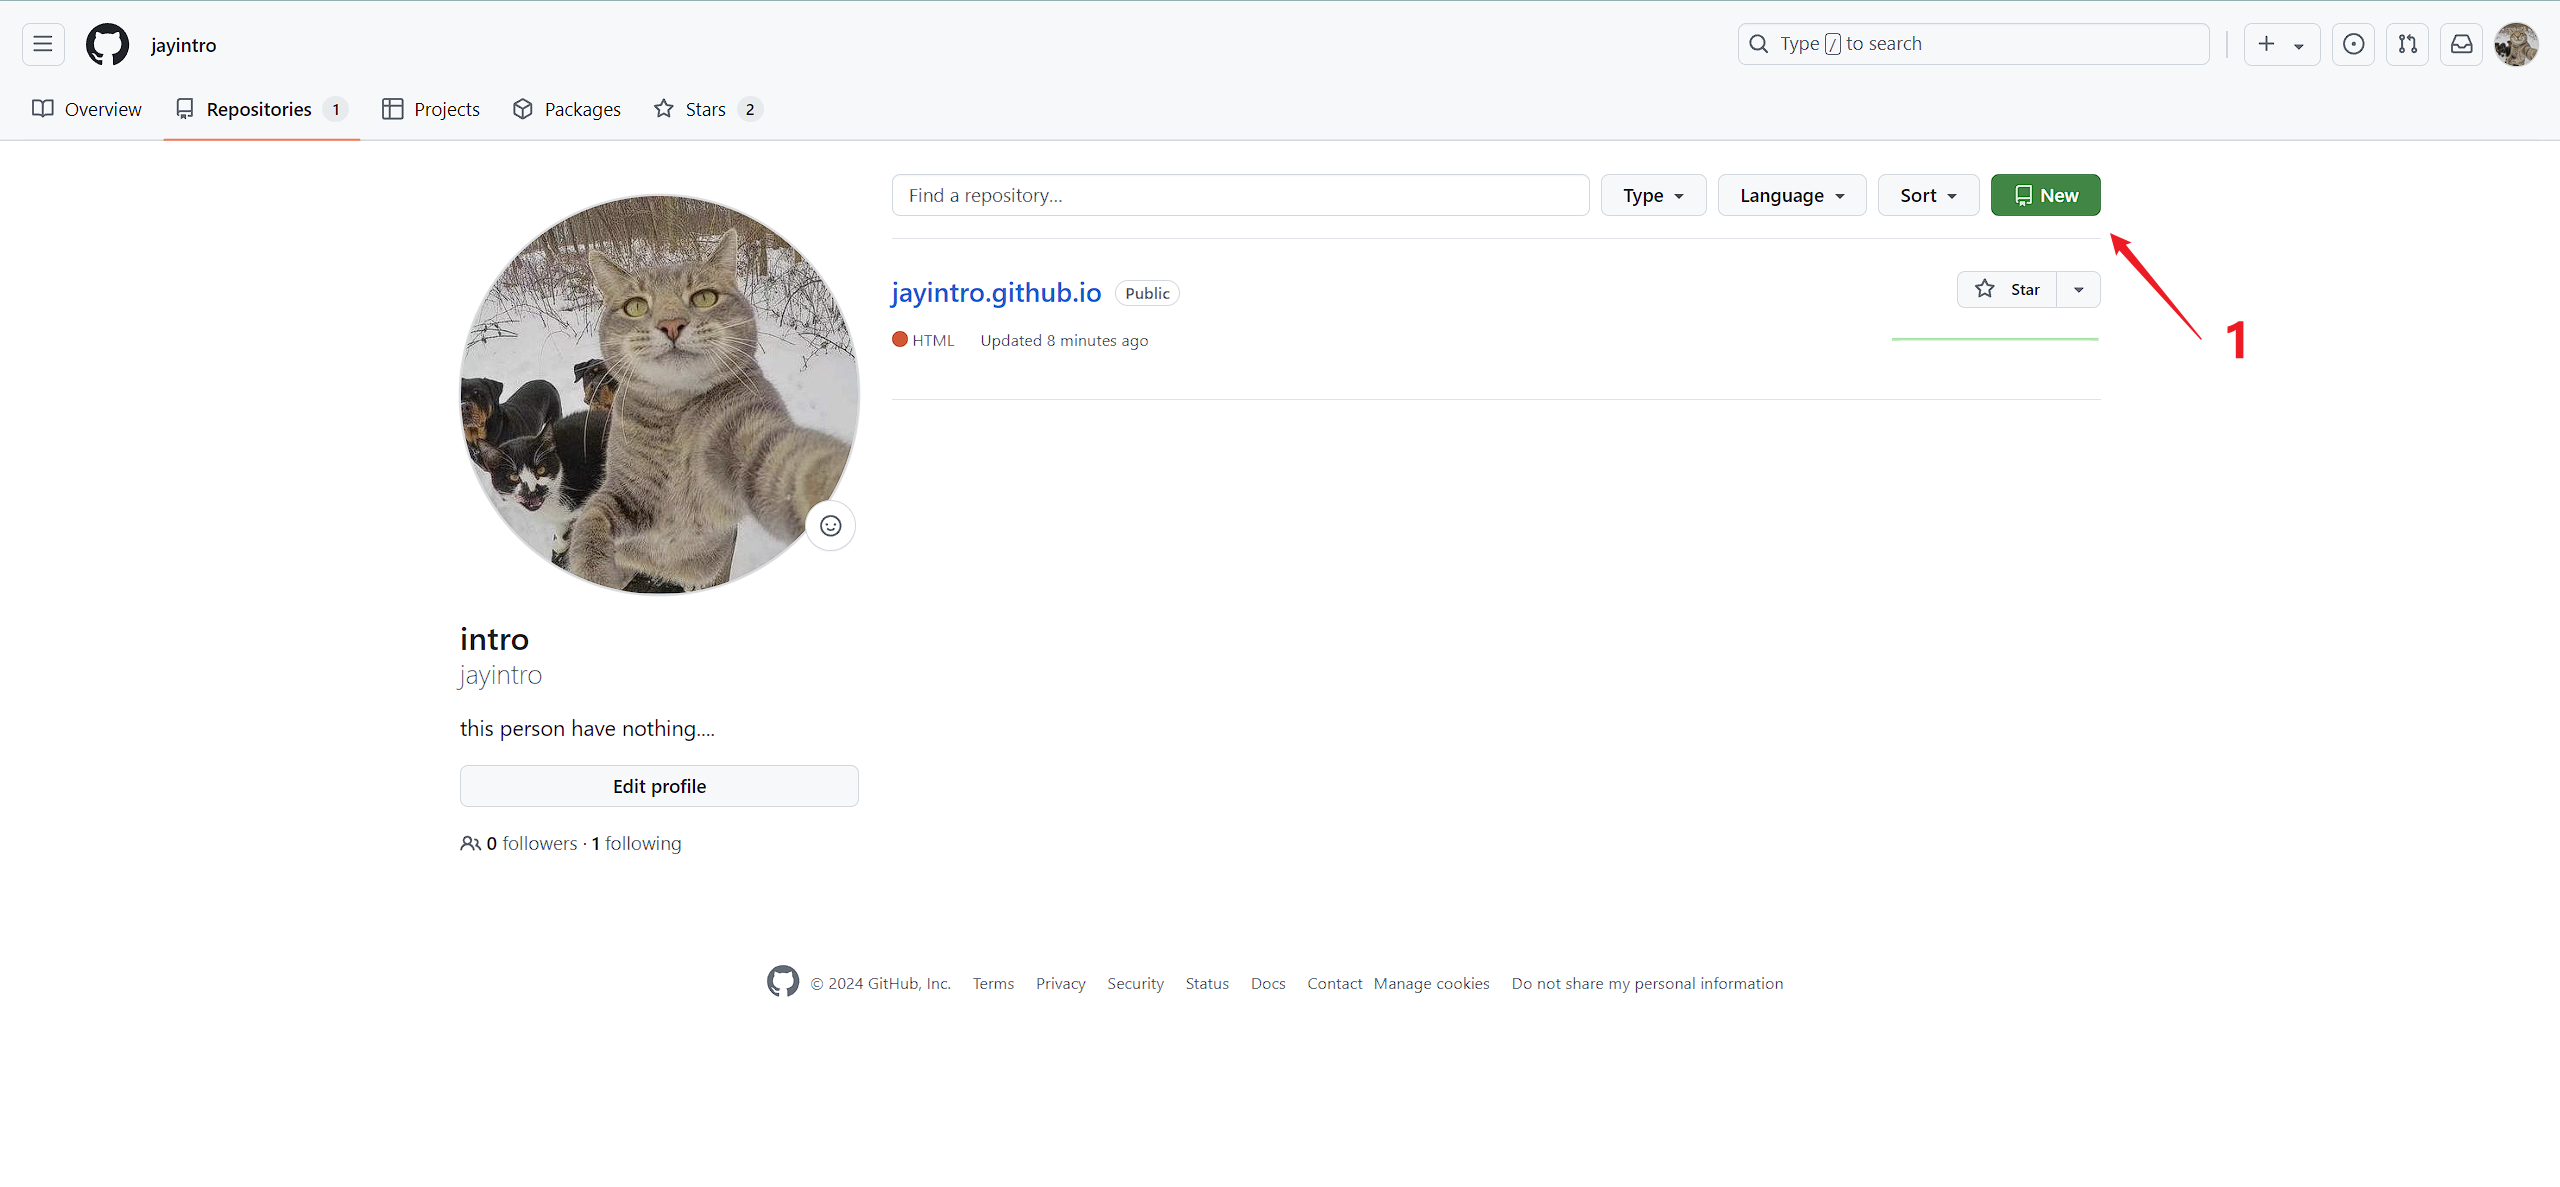 jayintro
Type / to search
Overview Repositories 1 Projects Packages Stars 2
Find a repository... Type Language Sort New
jayintro.github.io Public Star
HTML Updated 8 minutes ago
1
intro
jayintro
this person have nothing....
Edit profile
0 followers · 1 following
© 2024 GitHub, Inc. Terms Privacy Security Status Docs Contact Manage cookies Do not share my personal information